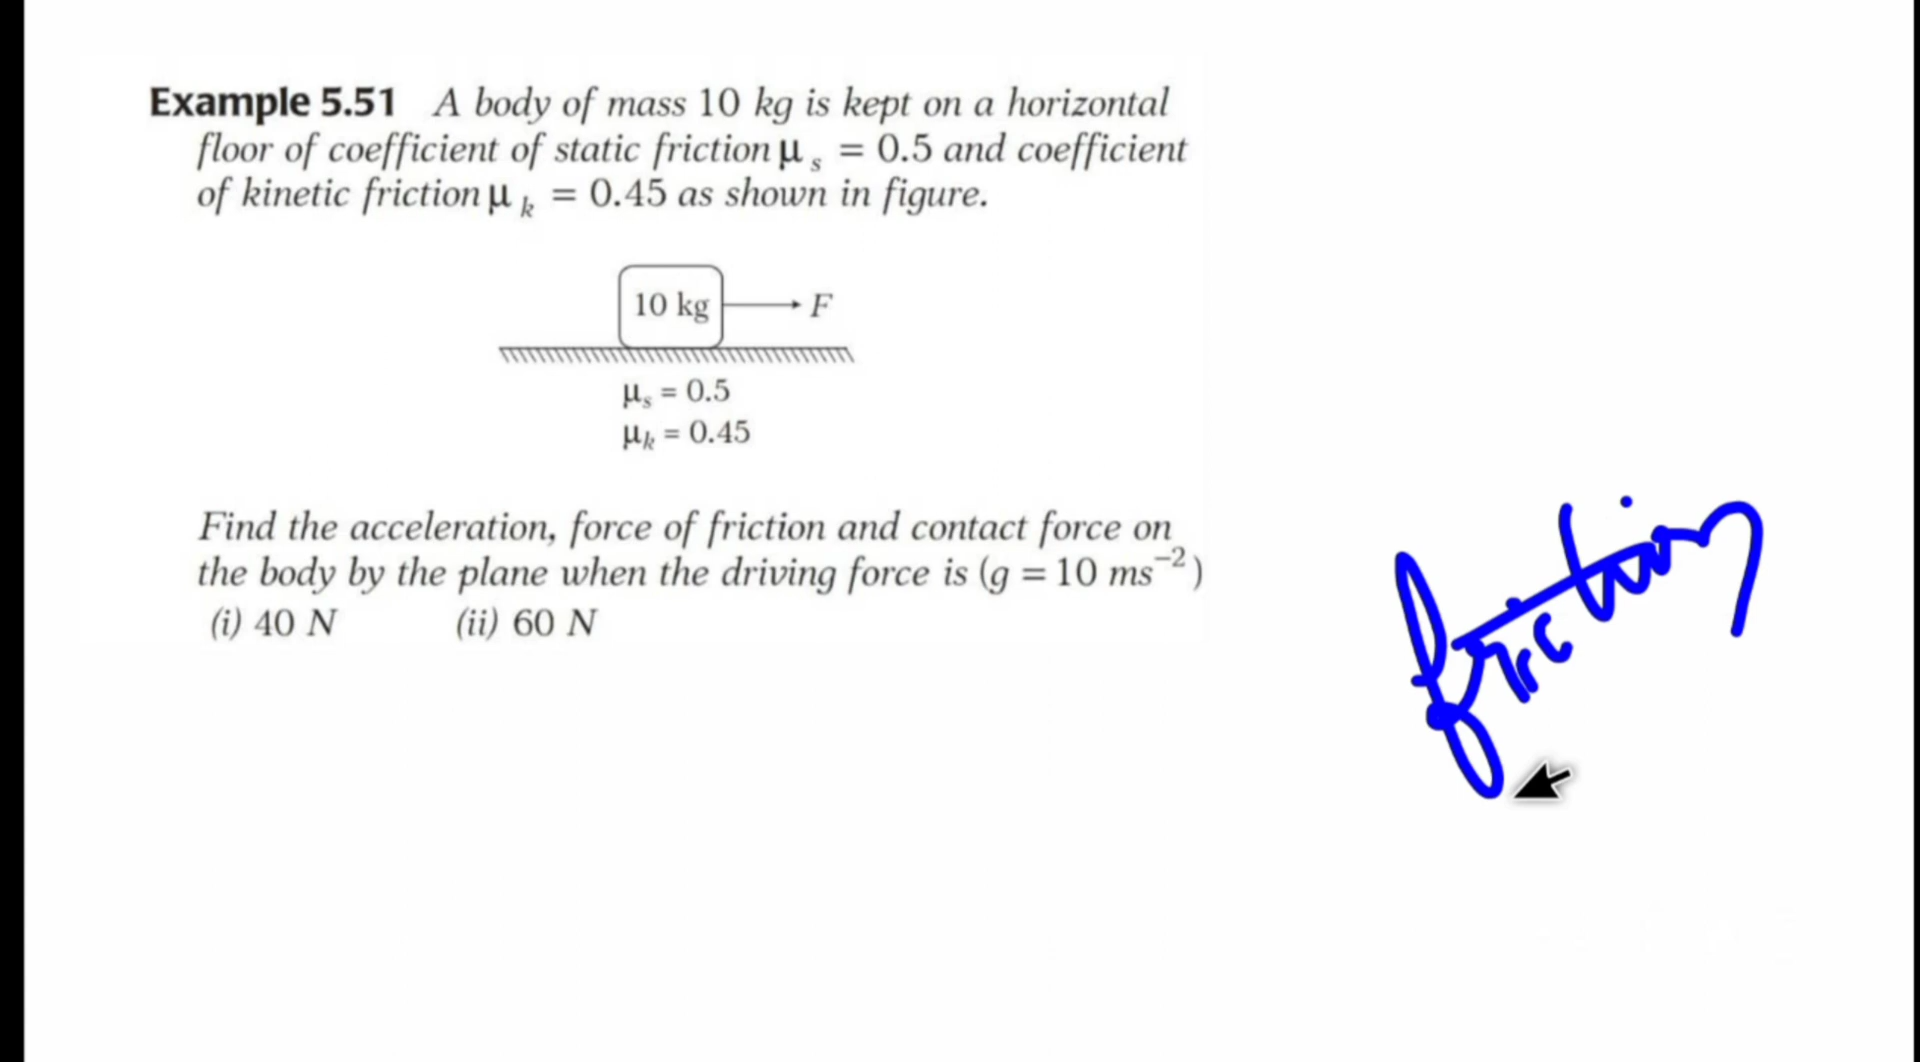 Example 5.51 A body of mass 10 kg is kept on a horizontal
floor of coefficient of static friction μ s = 0.5 and coefficient
of kinetic friction μ k = 0.45 as shown in figure.
10 kg F
μs = 0.5
μk = 0.45
Find the acceleration, force of friction and contact force on
the body by the plane when the driving force is (g = 10 ms⁻²)
(i) 40 N (ii) 60 N
friction